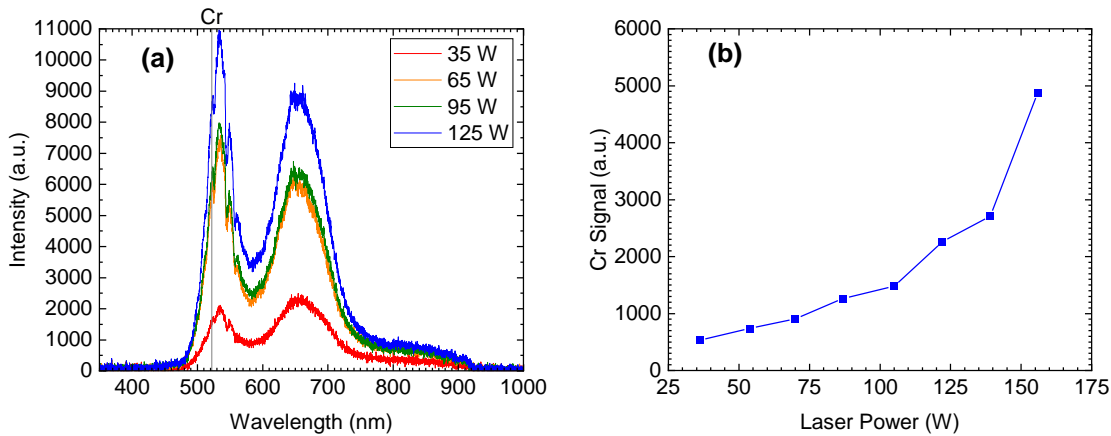 Cr
(a)
35 W
65 W
95 W
125 W
11000
10000
9000
8000
7000
6000
5000
4000
3000
2000
1000
0
Intensity (a.u.)
400 500 600 700 800 900 1000
Wavelength (nm)
(b)
6000
5000
4000
3000
2000
1000
0
Cr Signal (a.u.)
25 50 75 100 125 150 175
Laser Power (W)